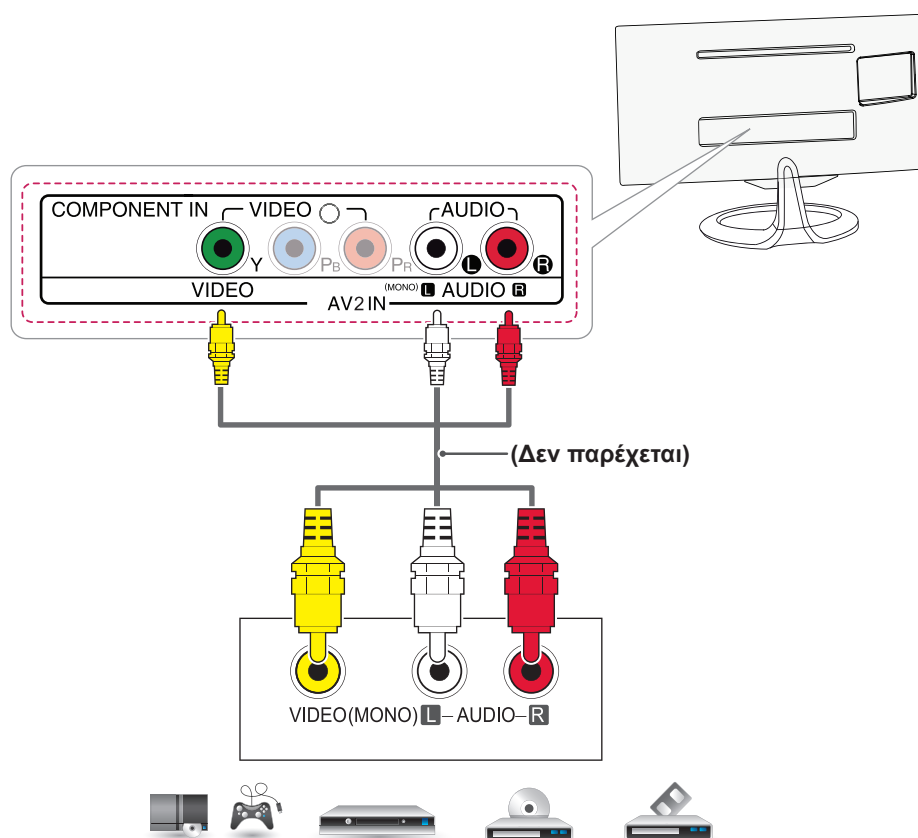 COMPONENT IN VIDEO AUDIO
Y PB PR L R
VIDEO (MONO) L AUDIO R
AV2 IN
(Δεν παρέχεται)
VIDEO (MONO) L AUDIO R